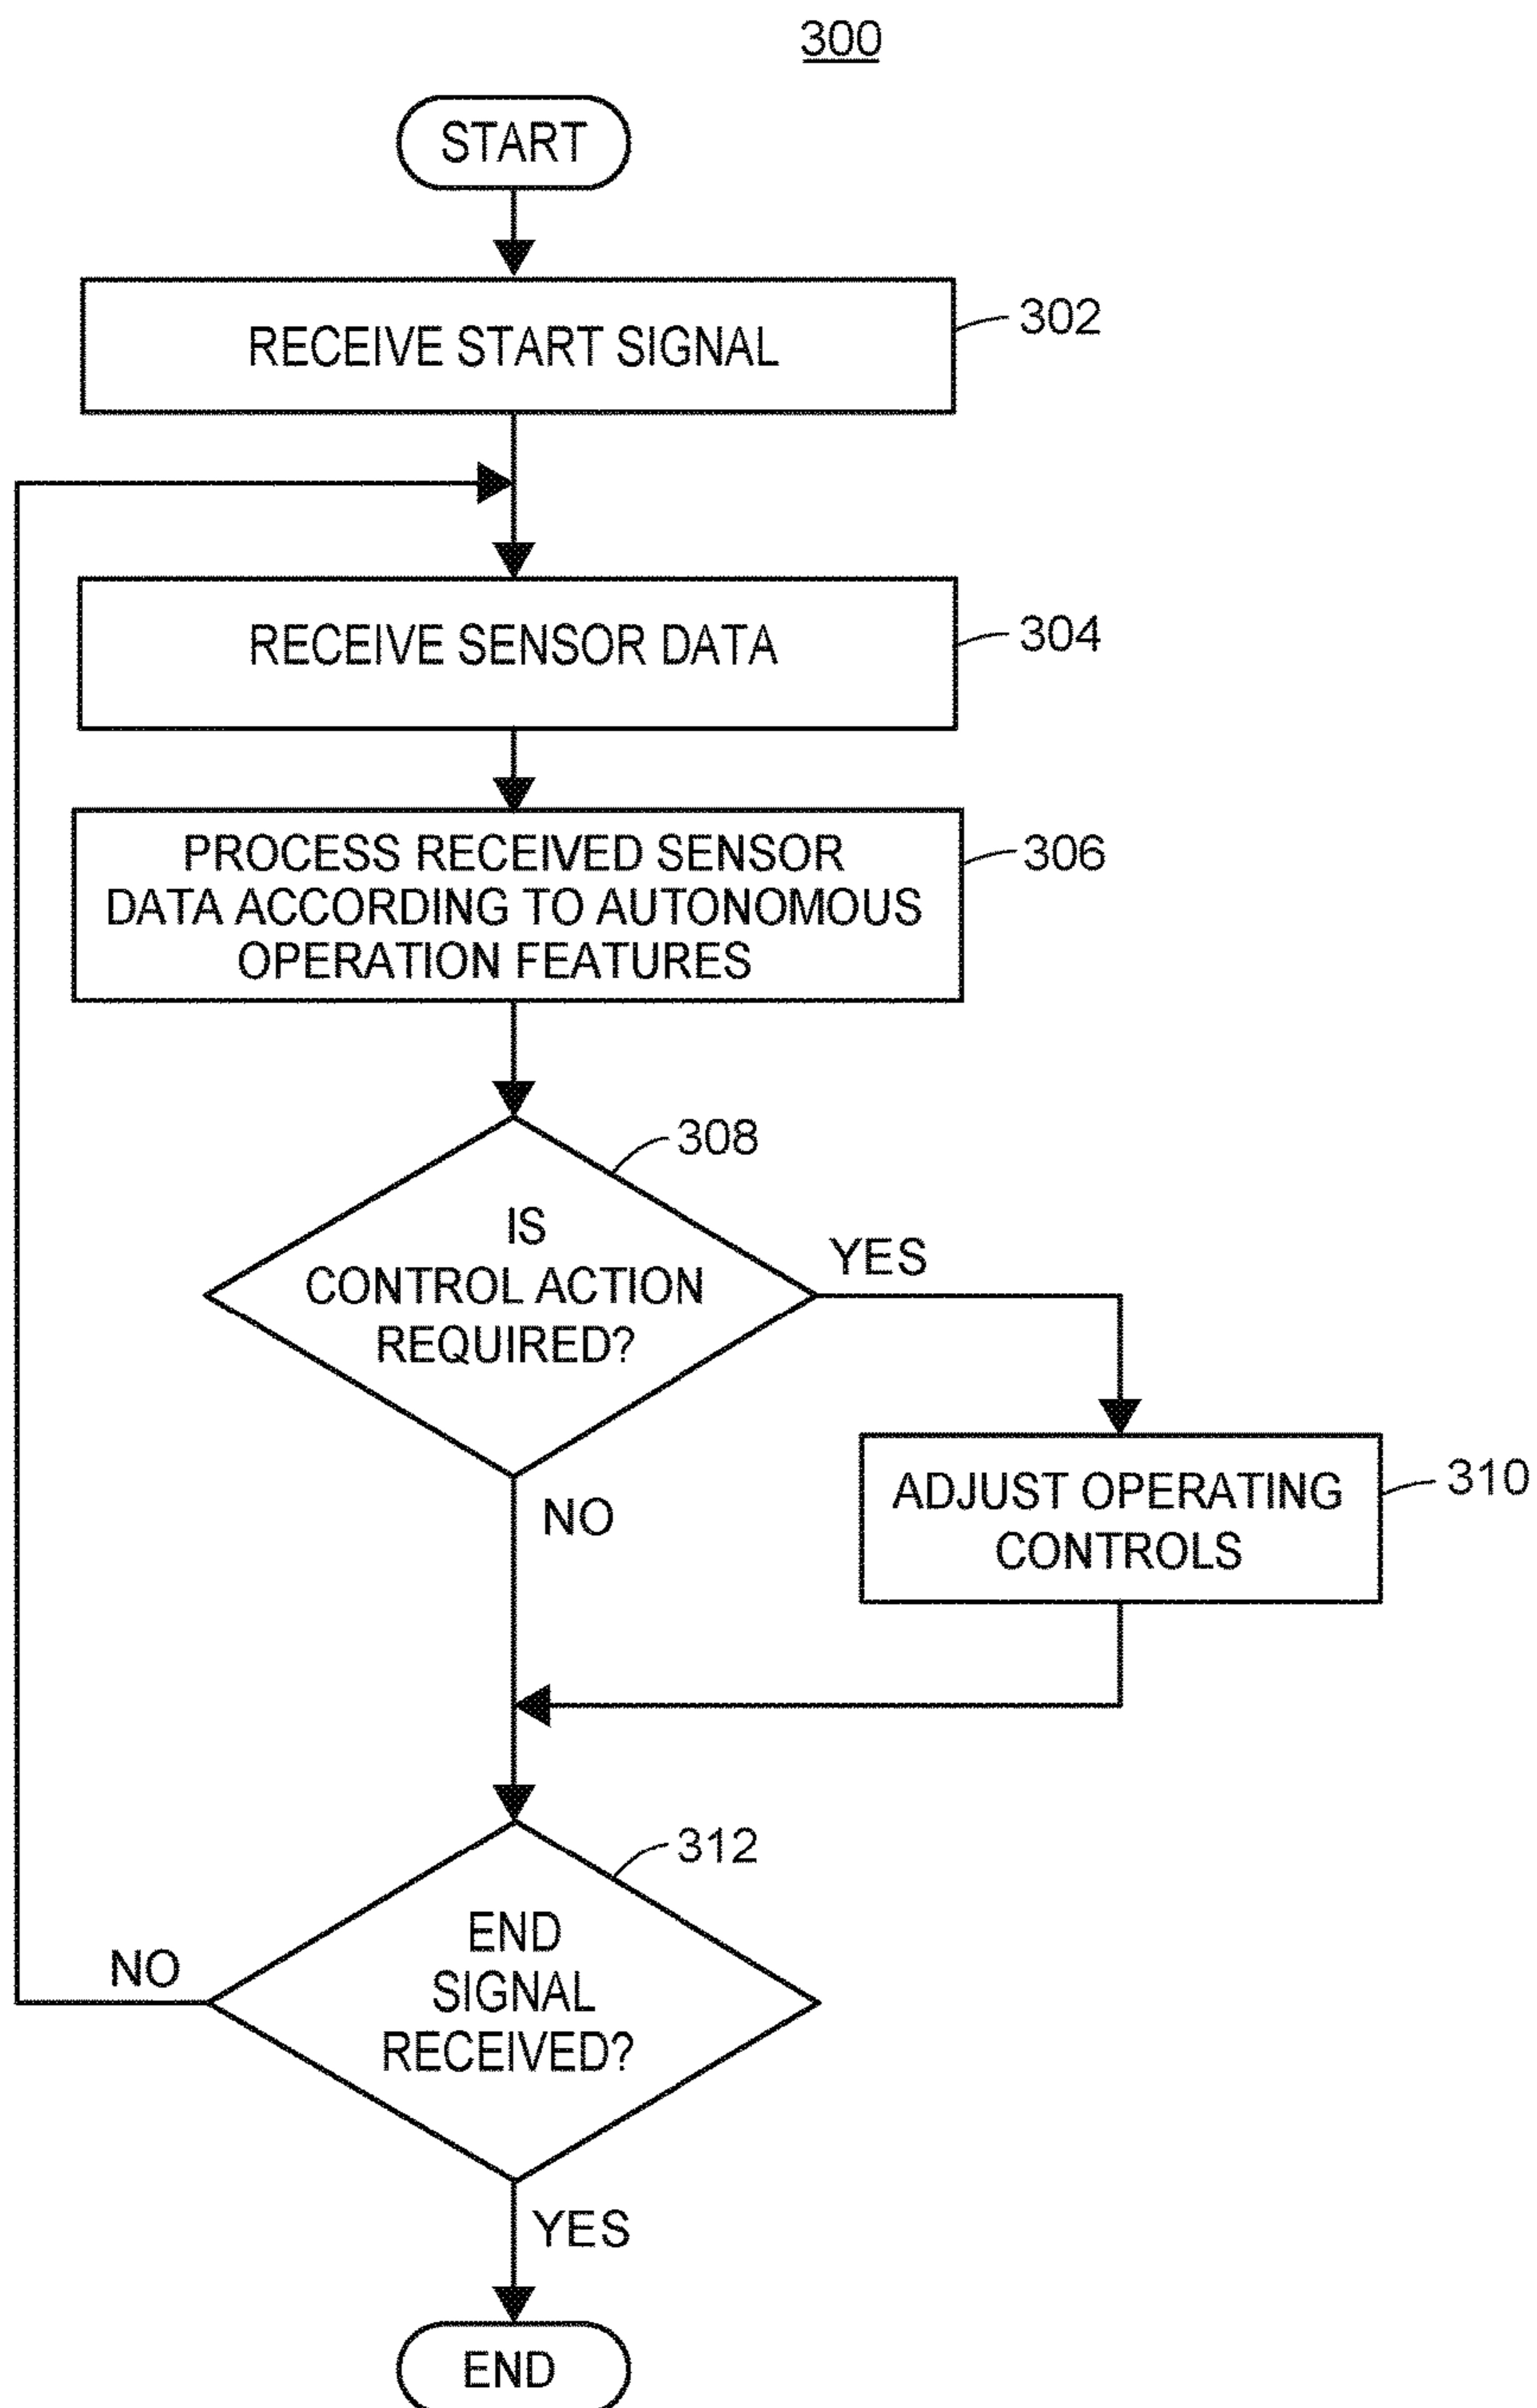 300
START
RECEIVE START SIGNAL
302
RECEIVE SENSOR DATA
304
PROCESS RECEIVED SENSOR
DATA ACCORDING TO AUTONOMOUS
OPERATION FEATURES
306
308
IS
CONTROL ACTION
REQUIRED?
YES
NO
ADJUST OPERATING
CONTROLS
310
312
END
SIGNAL
RECEIVED?
NO
YES
END